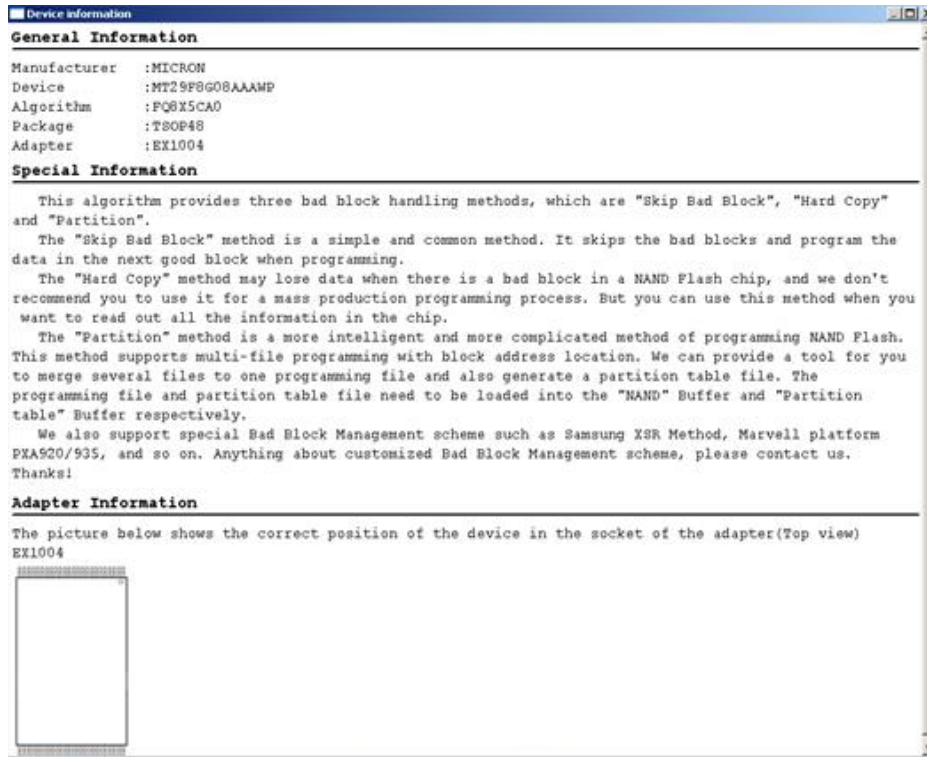 Device information
General Information
Manufacturer :MICRON
Device :MT29F8G08AAAWP
Algorithm :FQ8X5CA0
Package :TSOP48
Adapter :EX1004
Special Information
This algorithm provides three bad block handling methods, which are "Skip Bad Block", "Hard Copy"
and "Partition".
The "Skip Bad Block" method is a simple and common method. It skips the bad blocks and program the
data in the next good block when programming.
The "Hard Copy" method may lose data when there is a bad block in a NAND Flash chip, and we don't
recommend you to use it for a mass production programming process. But you can use this method when you
want to read out all the information in the chip.
The "Partition" method is a more intelligent and more complicated method of programming NAND Flash.
This method supports multi-file programming with block address location. We can provide a tool for you
to merge several files to one programming file and also generate a partition table file. The
programming file and partition table file need to be loaded into the "NAND" Buffer and "Partition
table" Buffer respectively.
We also support special Bad Block Management scheme such as Samsung XSR Method, Marvell platform
PXA920/935, and so on. Anything about customized Bad Block Management scheme, please contact us.
Thanks!
Adapter Information
The picture below shows the correct position of the device in the socket of the adapter(Top view)
EX1004